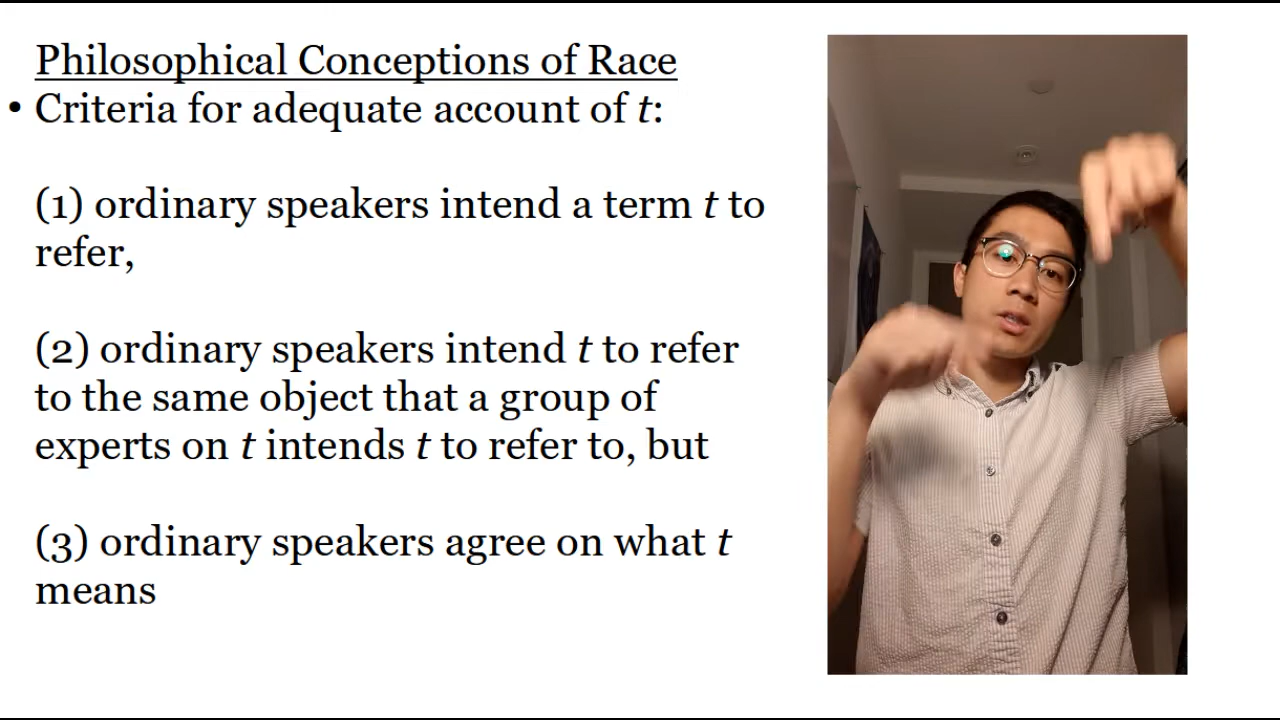 Philosophical Conceptions of Race
• Criteria for adequate account of t:
(1) ordinary speakers intend a term t to
refer,
(2) ordinary speakers intend t to refer
to the same object that a group of
experts on t intends t to refer to, but
(3) ordinary speakers agree on what t
means